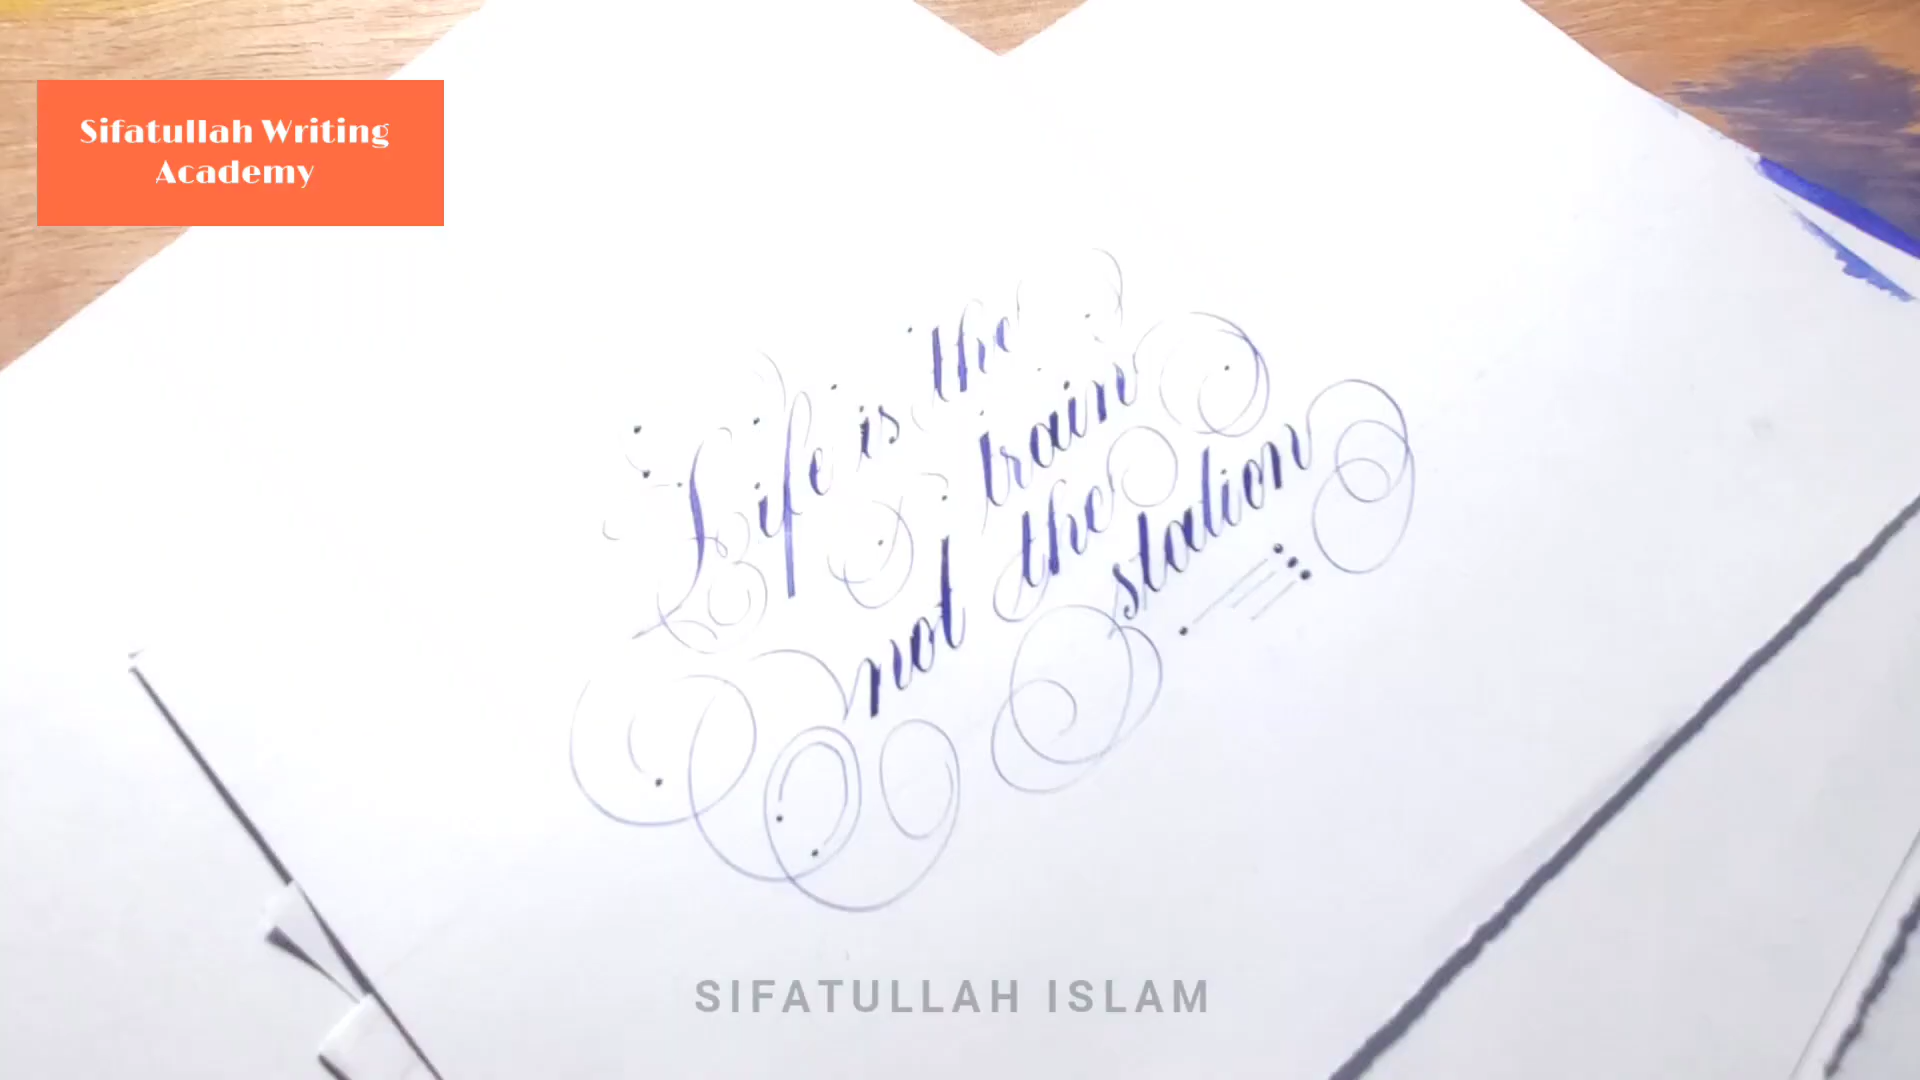 Sifatullah Writing
Academy
Life is the
train
not the
station
SIFATULLAH ISLAM